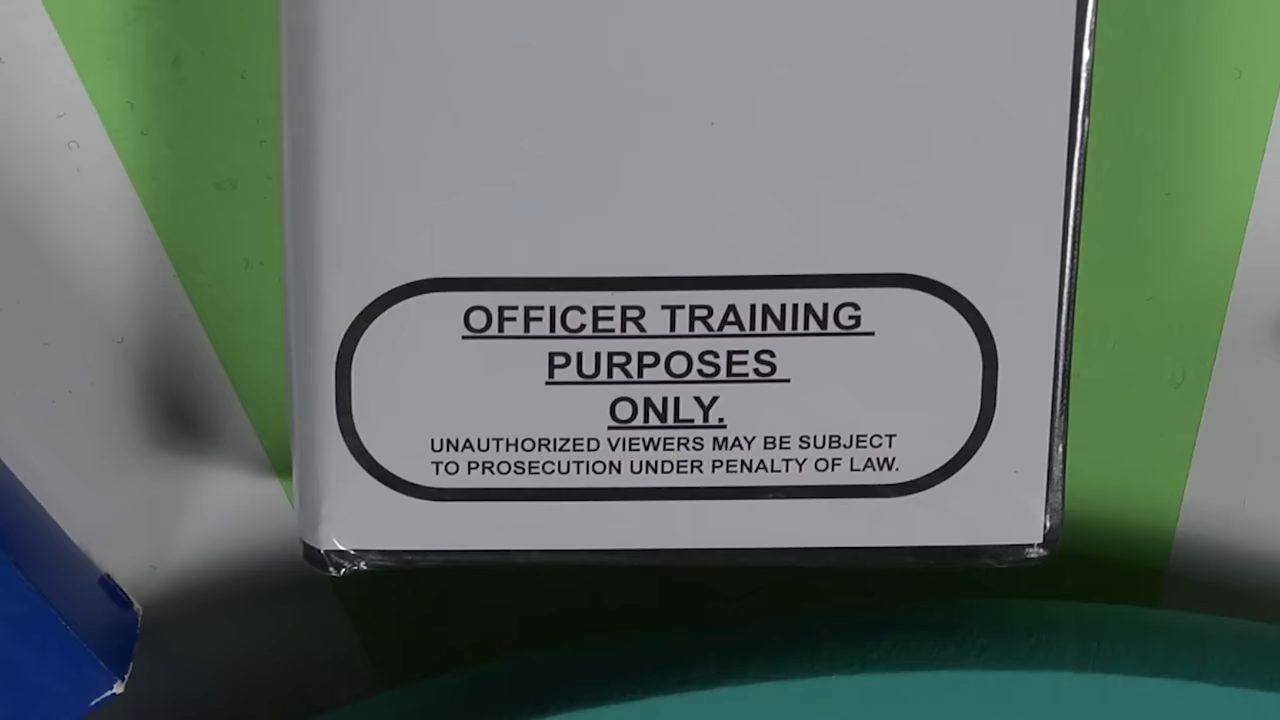 OFFICER TRAINING
PURPOSES
ONLY.
UNAUTHORIZED VIEWERS MAY BE SUBJECT
TO PROSECUTION UNDER PENALTY OF LAW.